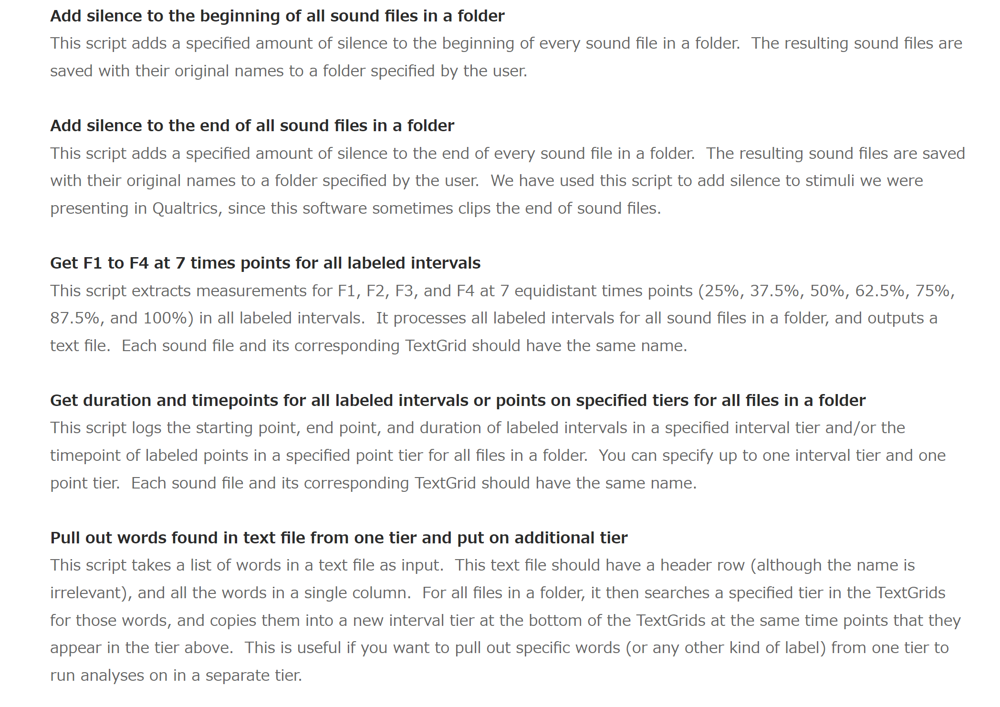 Add silence to the beginning of all sound files in a folder
This script adds a specified amount of silence to the beginning of every sound file in a folder.  The resulting sound files are
saved with their original names to a folder specified by the user.
Add silence to the end of all sound files in a folder
This script adds a specified amount of silence to the end of every sound file in a folder.  The resulting sound files are saved
with their original names to a folder specified by the user.  We have used this script to add silence to stimuli we were
presenting in Qualtrics, since this software sometimes clips the end of sound files.
Get F1 to F4 at 7 times points for all labeled intervals
This script extracts measurements for F1, F2, F3, and F4 at 7 equidistant times points (25%, 37.5%, 50%, 62.5%, 75%,
87.5%, and 100%) in all labeled intervals.  It processes all labeled intervals for all sound files in a folder, and outputs a
text file.  Each sound file and its corresponding TextGrid should have the same name.
Get duration and timepoints for all labeled intervals or points on specified tiers for all files in a folder
This script logs the starting point, end point, and duration of labeled intervals in a specified interval tier and/or the
timepoint of labeled points in a specified point tier for all files in a folder.  You can specify up to one interval tier and one
point tier.  Each sound file and its corresponding TextGrid should have the same name.
Pull out words found in text file from one tier and put on additional tier
This script takes a list of words in a text file as input.  This text file should have a header row (although the name is
irrelevant), and all the words in a single column.  For all files in a folder, it then searches a specified tier in the TextGrids
for those words, and copies them into a new interval tier at the bottom of the TextGrids at the same time points that they
appear in the tier above.  This is useful if you want to pull out specific words (or any other kind of label) from one tier to
run analyses on in a separate tier.